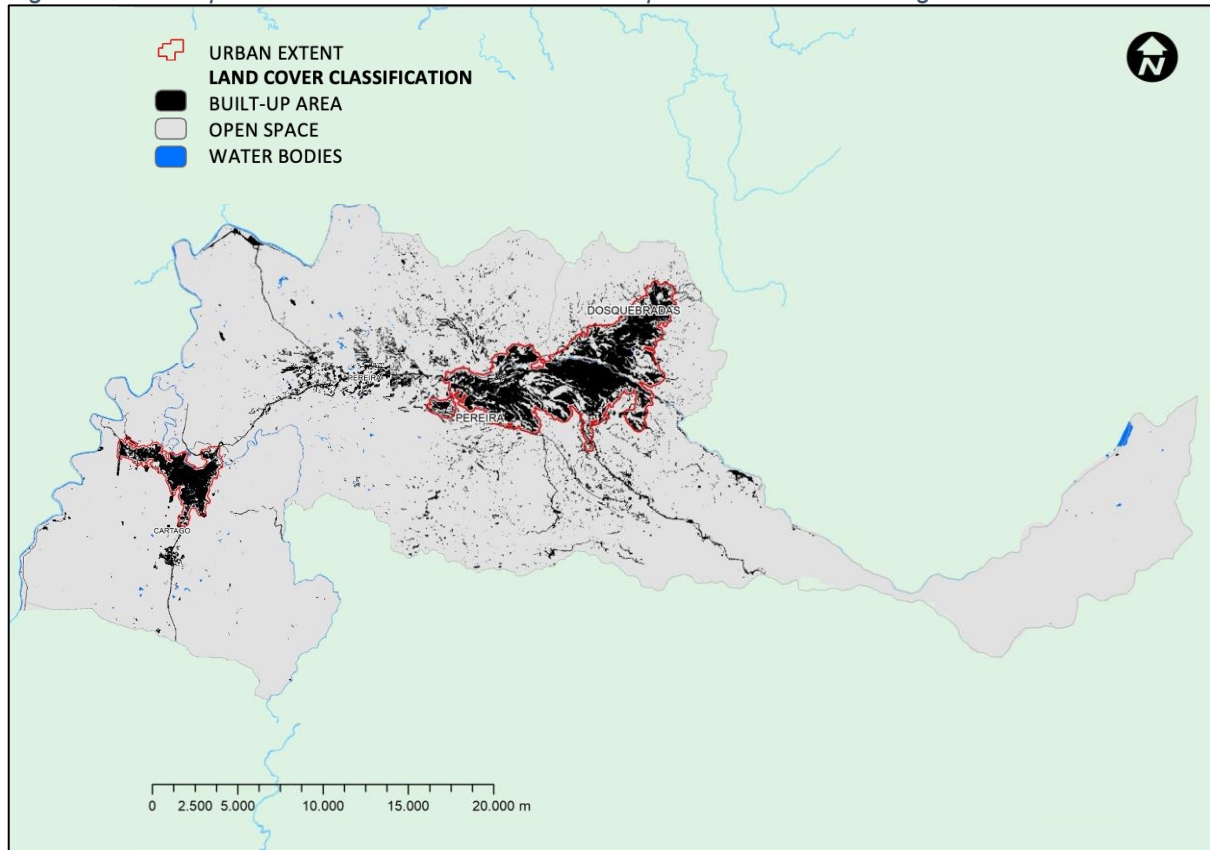 URBAN EXTENT
LAND COVER CLASSIFICATION
BUILT-UP AREA
OPEN SPACE
WATER BODIES
N
DOSQUEBRADAS
PEREIRA
PEREIRA
CARTAGO
0 2.500 5.000 10.000 15.000 20.000 m